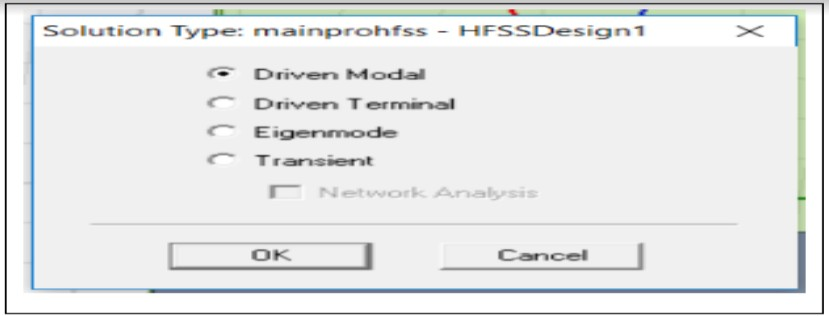 Solution Type: mainprohfss - HFSSDesign1
Driven Modal
Driven Terminal
Eigenmode
Transient
Network Analysis
OK Cancel